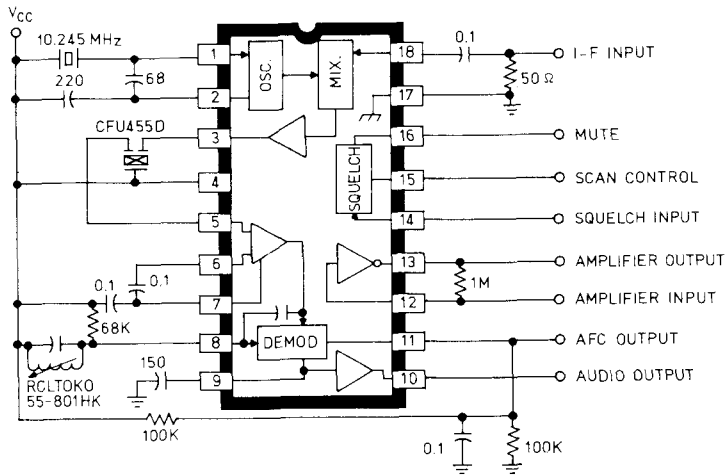 VCC
10.245 MHz
220
68
CFU455D
0.1
0.1
68K
RCLTOKO
55-801HK
150
100K
1
2
3
4
5
6
7
8
9
OSC.
MIX.
SQUELCH
DEMOD
18
17
16
15
14
13
12
11
10
0.1
50 Ω
I-F INPUT
MUTE
SCAN CONTROL
SQUELCH INPUT
AMPLIFIER OUTPUT
1M
AMPLIFIER INPUT
AFC OUTPUT
AUDIO OUTPUT
0.1
100K